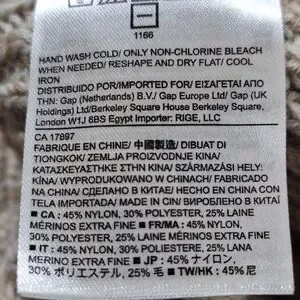 1166
HAND WASH COLD/ ONLY NON-CHLORINE BLEACH
WHEN NEEDED/ RESHAPE AND DRY FLAT/ COOL
IRON
DISTRIBUIDO POR/IMPORTED FOR/ ΕΙΣΑΓΕΤΑΙ ΑΠΟ
ΤΗΝ: Gap (Netherlands) B.V./ Gap Europe Ltd/ Gap (UK
Holdings) Ltd/Berkeley Square House/ Berkeley Square,
London W1J 6BS Egypt Importer: RIGE, LLC
CA 17897
FABRIQUÉ EN CHINE/ 中國製造/ DIBUAT DI
TIONGKOK/ ZEMLJA PROIZVODNJE KINA/
ΚΑΤΑΣΚΕΥΑΣΤΗΚΕ ΣΤΗΝ ΚΙΝΑ/ SZÁRMAZÁSI HELY:
KÍNA/ WYPRODUKOWANO W CHINACH/ FABRICADO
NA CHINA/ СДЕЛАНО В КИТАЕ/ HECHO EN CHINA CON
TELA IMPORTADA/ MADE IN CIN/ ВИРОБЛЕНО В КИТАЇ
■ CA : 45% NYLON, 30% POLYESTER, 25% LAINE
MÉRINOS EXTRA FINE ■ FR/MA : 45% NYLON,
30% POLYESTER, 25% LAINE MÉRINOS EXTRA FINE
■ IT : 45% NYLON, 30% POLIESTERE, 25% LANA
MERINO EXTRA FINE ■ JP : 45% ナイロン,
30% ポリエステル, 25% 毛 ■ TW/HK : 45% 尼